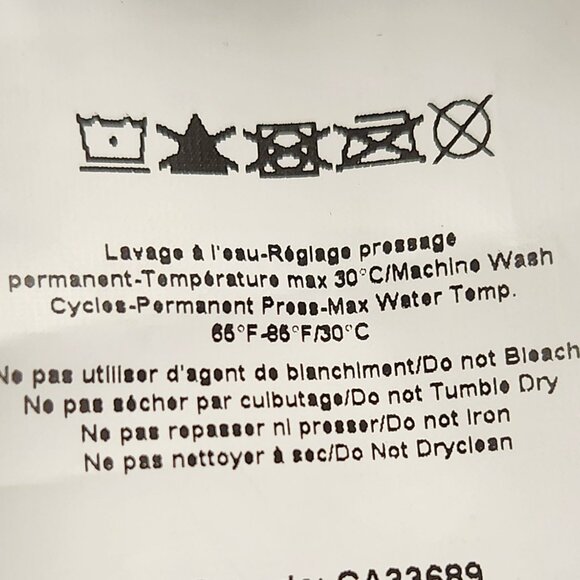 Lavage à l'eau-Réglage pressage
permanent-Température max 30°C/Machine Wash
Cycles-Permanent Press-Max Water Temp.
65°F-85°F/30°C
Ne pas utiliser d'agent de blanchiment/Do not Bleach
Ne pas sécher par culbutage/Do not Tumble Dry
Ne pas repasser ni presser/Do not Iron
Ne pas nettoyer à sec/Do Not Dryclean
CA33689